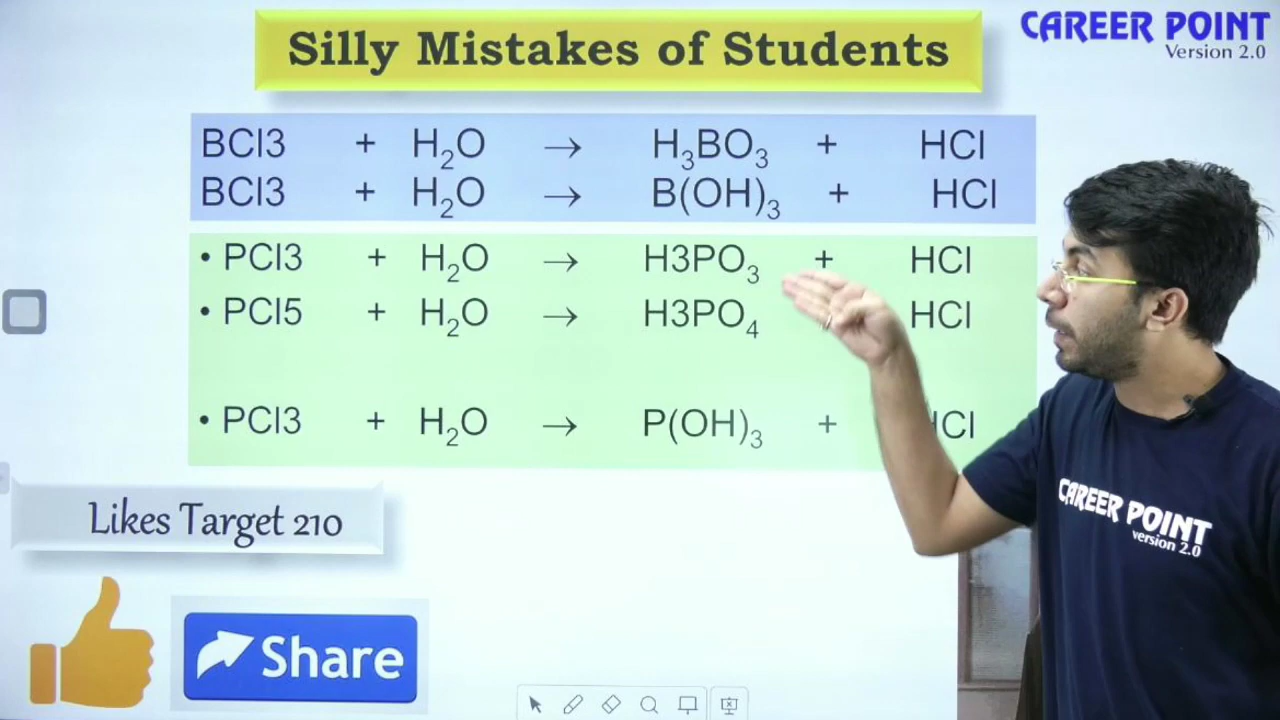 Silly Mistakes of Students
CAREER POINT
Version 2.0
BCl3 + H₂O → H₃BO₃ + HCl
BCl3 + H₂O → B(OH)₃ + HCl
• PCl3 + H₂O → H3PO₃ + HCl
• PCl5 + H₂O → H3PO₄ + HCl
• PCl3 + H₂O → P(OH)₃ + HCl
Likes Target 210
Share
CAREER POINT
version 2.0